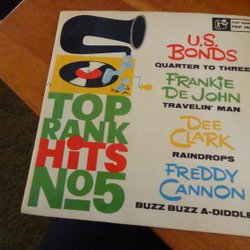 TOP
RANK
HiTS
No5
U.S.
BONDS
QUARTER TO THREE
FRANKIE
DE JOHN
TRAVELIN' MAN
DEE
CLARK
RAINDROPS
FREDDY
CANNON
BUZZ BUZZ A-DIDDLE